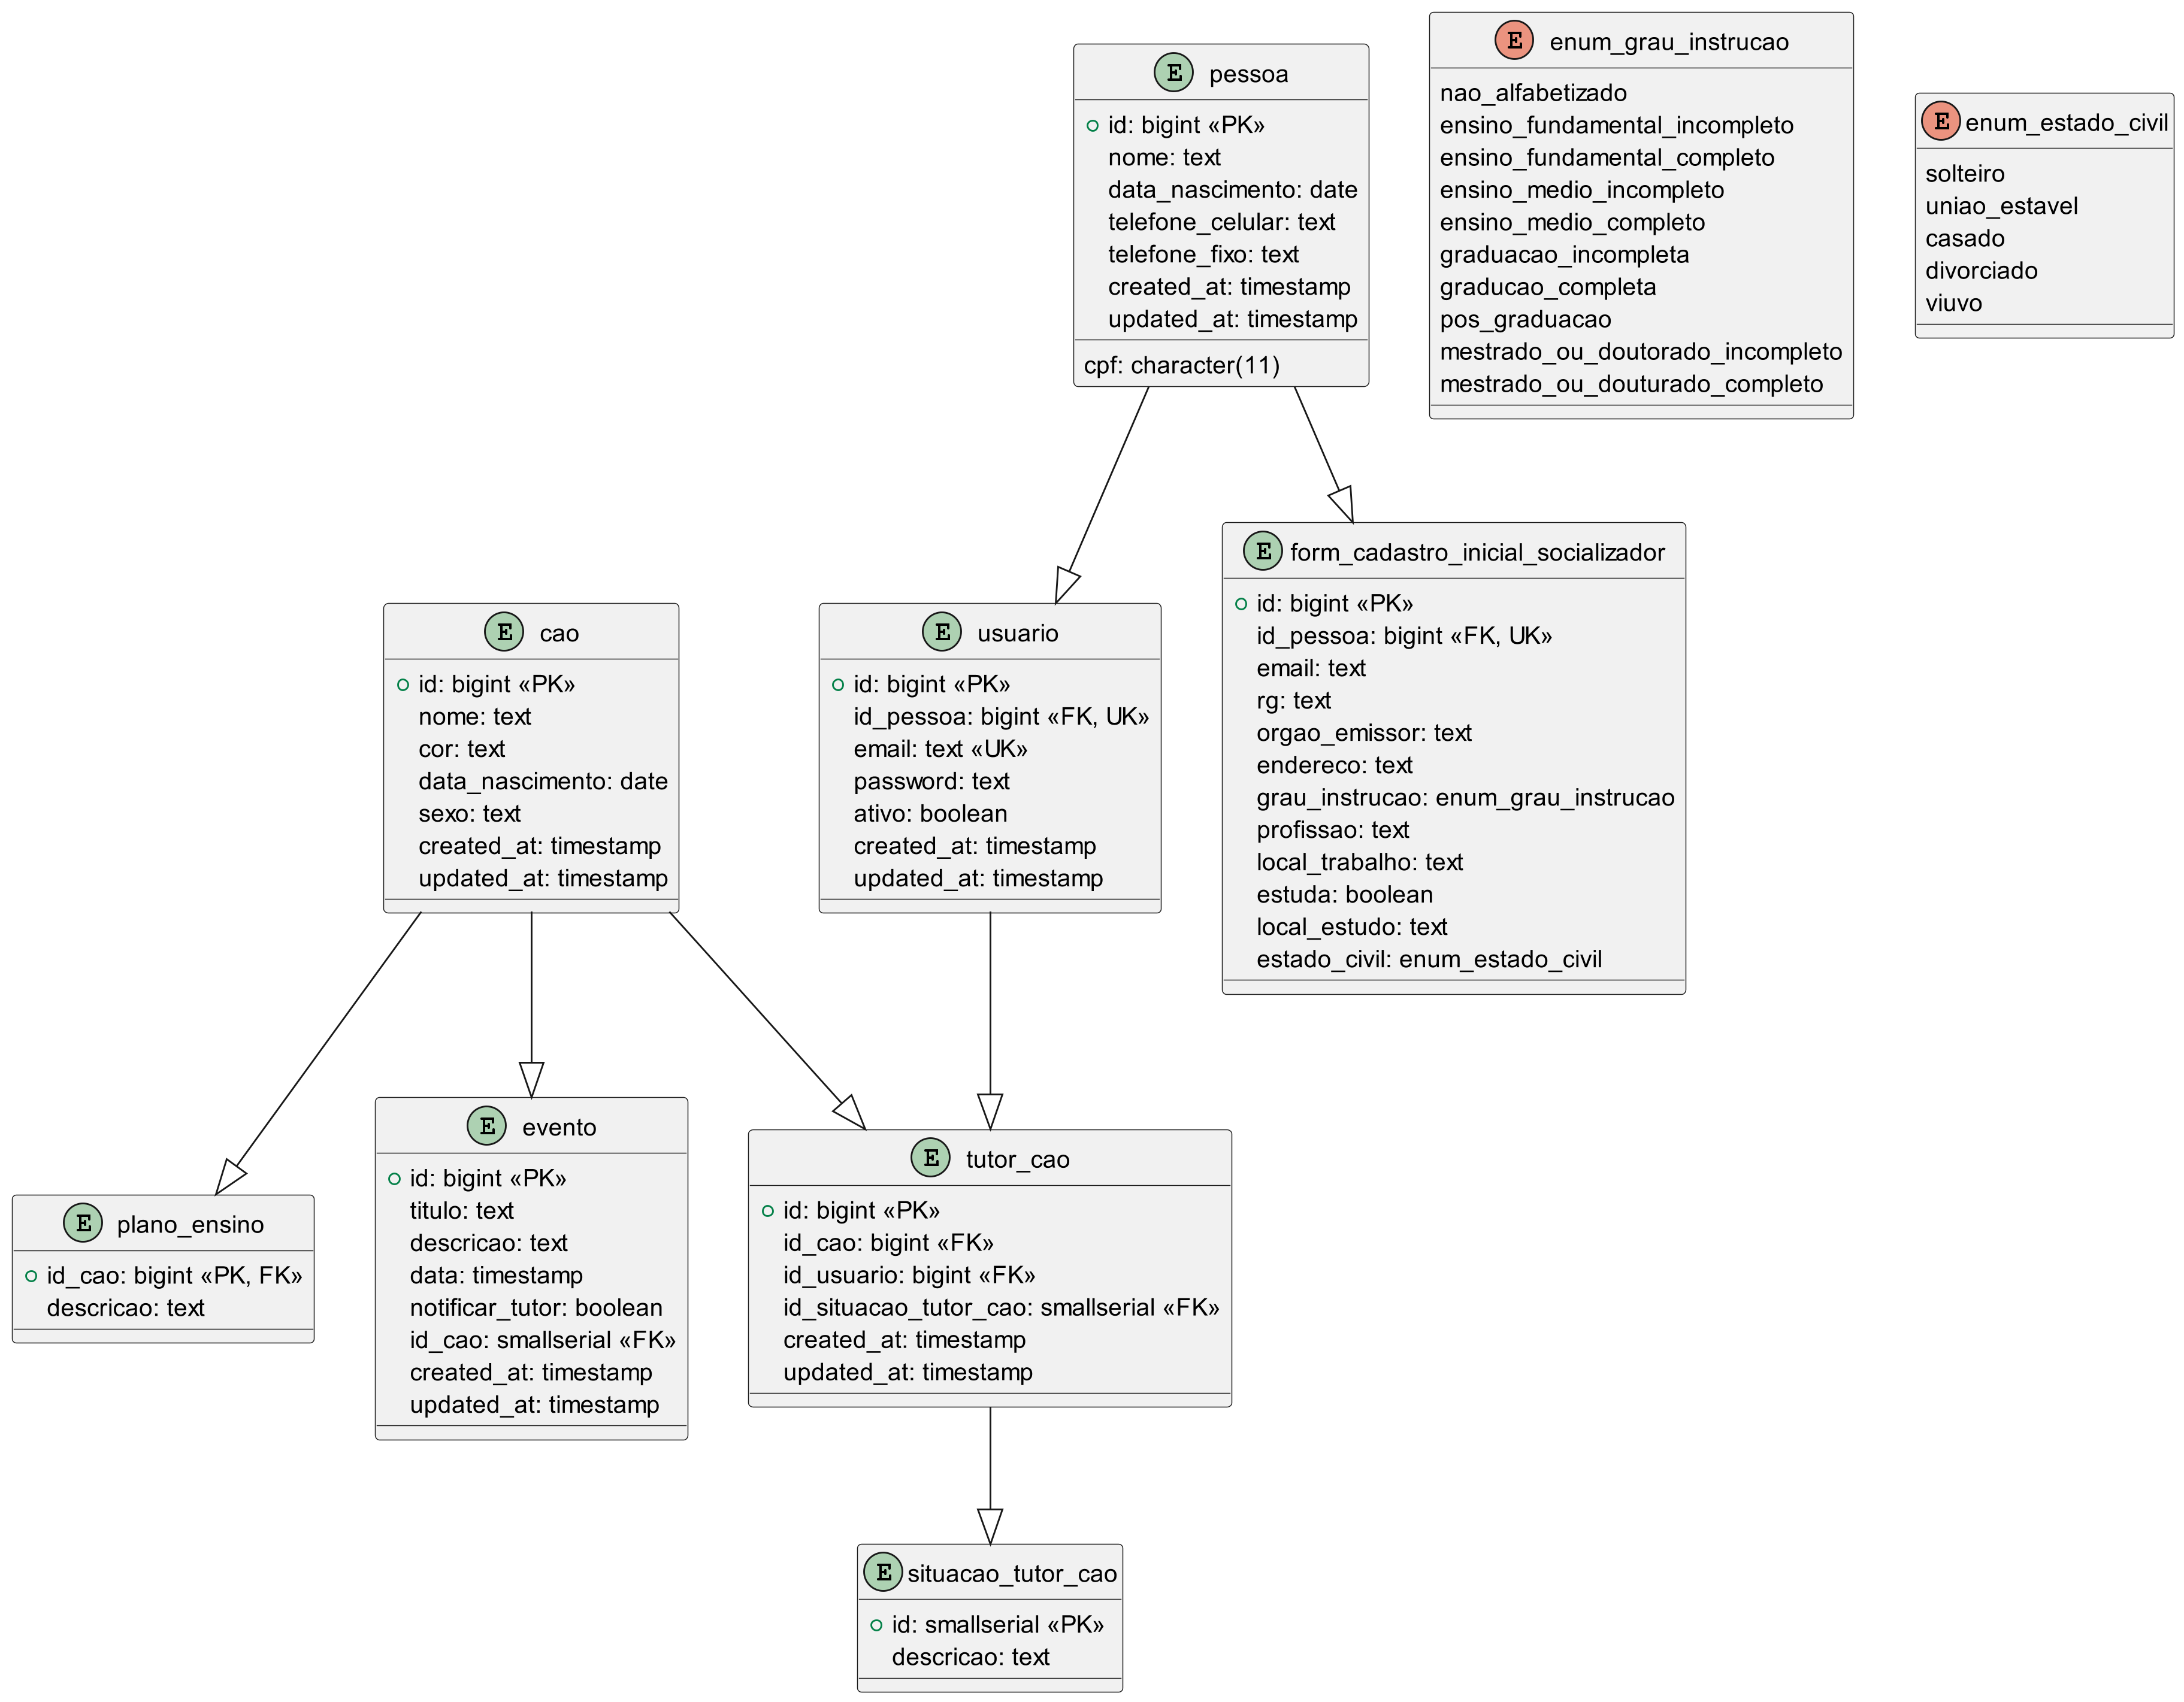 E pessoa
id: bigint «PK»
nome: text
data_nascimento: date
telefone_celular: text
telefone_fixo: text
created_at: timestamp
updated_at: timestamp
cpf: character(11)
E enum_grau_instrucao
nao_alfabetizado
ensino_fundamental_incompleto
ensino_fundamental_completo
ensino_medio_incompleto
ensino_medio_completo
graduacao_incompleta
graducao_completa
pos_graduacao
mestrado_ou_doutorado_incompleto
mestrado_ou_douturado_completo
E enum_estado_civil
solteiro
uniao_estavel
casado
divorciado
viuvo
E cao
id: bigint «PK»
nome: text
cor: text
data_nascimento: date
sexo: text
created_at: timestamp
updated_at: timestamp
E usuario
id: bigint «PK»
id_pessoa: bigint «FK, UK»
email: text «UK»
password: text
ativo: boolean
created_at: timestamp
updated_at: timestamp
E form_cadastro_inicial_socializador
id: bigint «PK»
id_pessoa: bigint «FK, UK»
email: text
rg: text
orgao_emissor: text
endereco: text
grau_instrucao: enum_grau_instrucao
profissao: text
local_trabalho: text
estuda: boolean
local_estudo: text
estado_civil: enum_estado_civil
E plano_ensino
id_cao: bigint «PK, FK»
descricao: text
E evento
id: bigint «PK»
titulo: text
descricao: text
data: timestamp
notificar_tutor: boolean
id_cao: smallserial «FK»
created_at: timestamp
updated_at: timestamp
E tutor_cao
id: bigint «PK»
id_cao: bigint «FK»
id_usuario: bigint «FK»
id_situacao_tutor_cao: smallserial «FK»
created_at: timestamp
updated_at: timestamp
E situacao_tutor_cao
id: smallserial «PK»
descricao: text